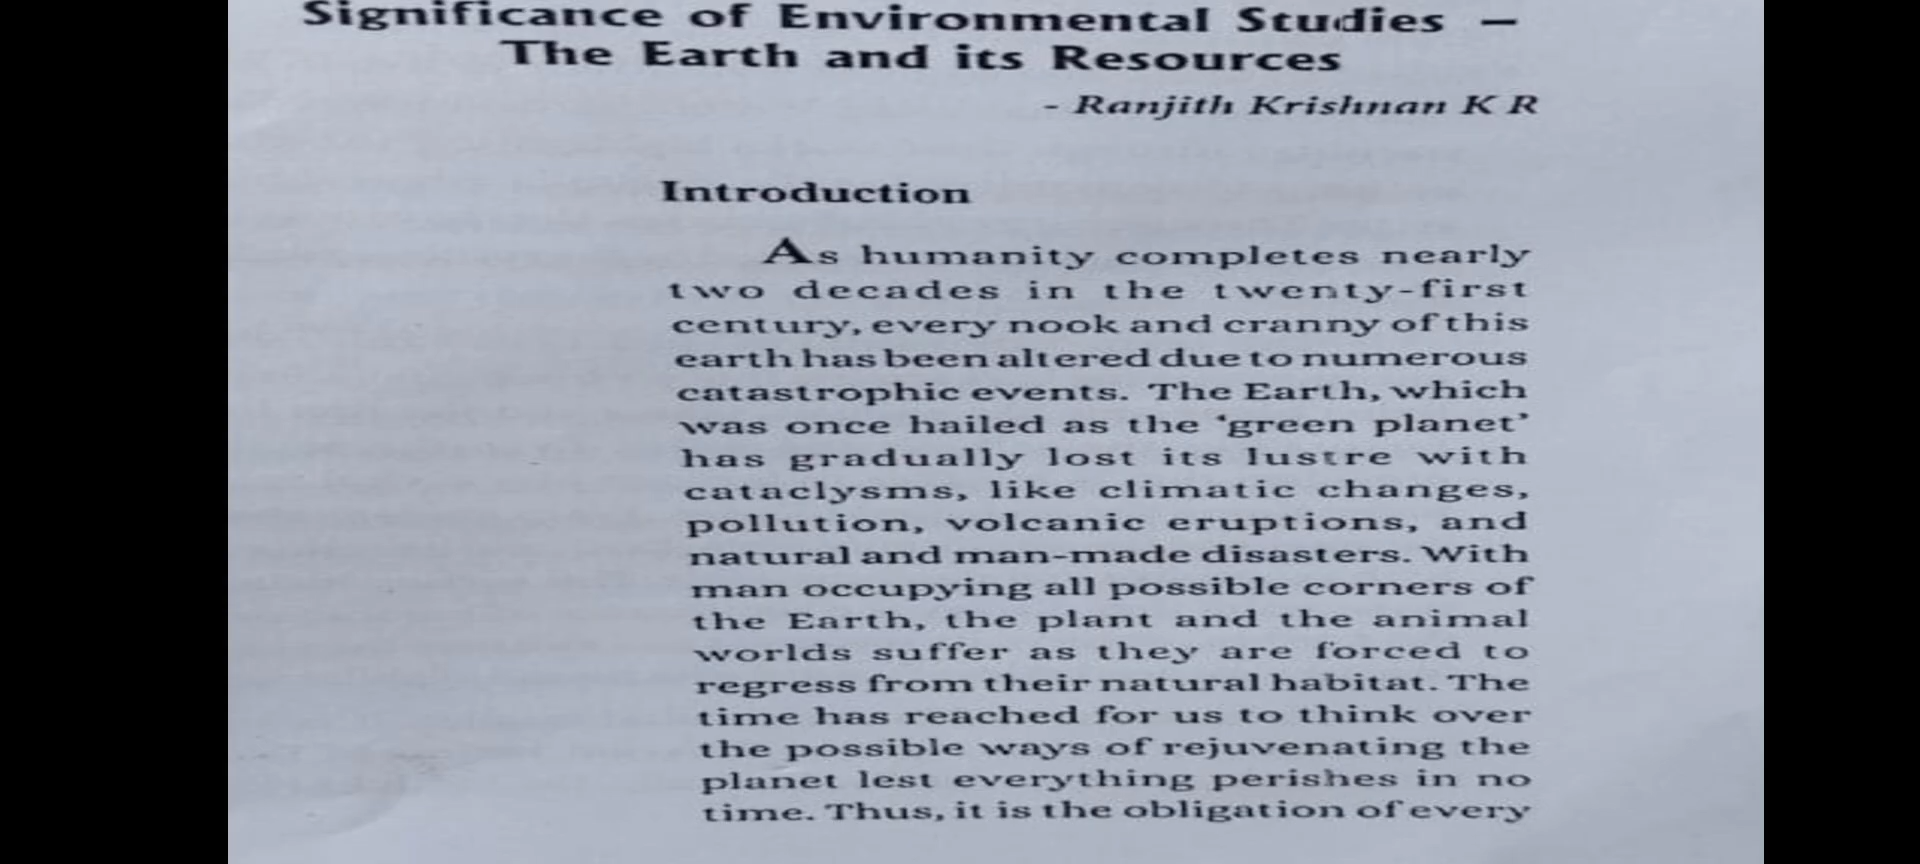 Significance of Environmental Studies –
The Earth and its Resources
- Ranjith Krishnan K R
Introduction
As humanity completes nearly
two decades in the twenty-first
century, every nook and cranny of this
earth has been altered due to numerous
catastrophic events. The Earth, which
was once hailed as the ‘green planet’
has gradually lost its lustre with
cataclysms, like climatic changes,
pollution, volcanic eruptions, and
natural and man-made disasters. With
man occupying all possible corners of
the Earth, the plant and the animal
worlds suffer as they are forced to
regress from their natural habitat. The
time has reached for us to think over
the possible ways of rejuvenating the
planet lest everything perishes in no
time. Thus, it is the obligation of every